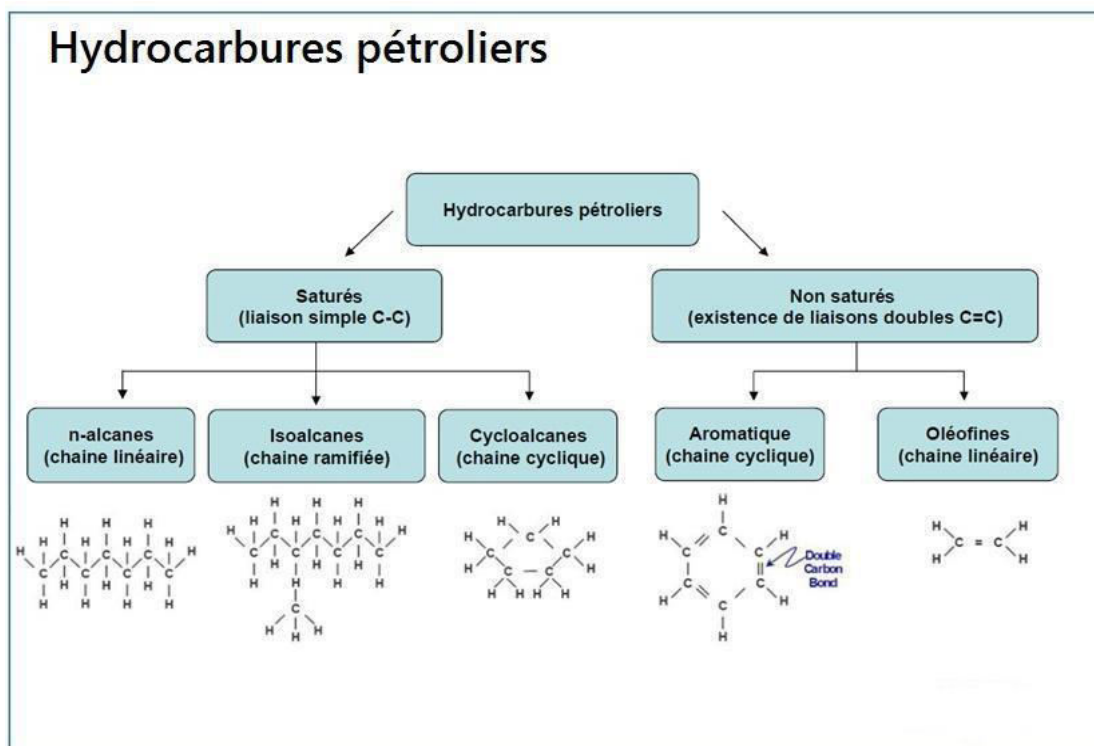 Hydrocarbures pétroliers
Hydrocarbures pétroliers
Saturés
(liaison simple C-C)
Non saturés
(existence de liaisons doubles C=C)
n-alcanes
(chaine linéaire)
Isoalcanes
(chaine ramifiée)
Cycloalcanes
(chaine cyclique)
Aromatique
(chaine cyclique)
Oléofines
(chaine linéaire)
Double
Carbon
Bond